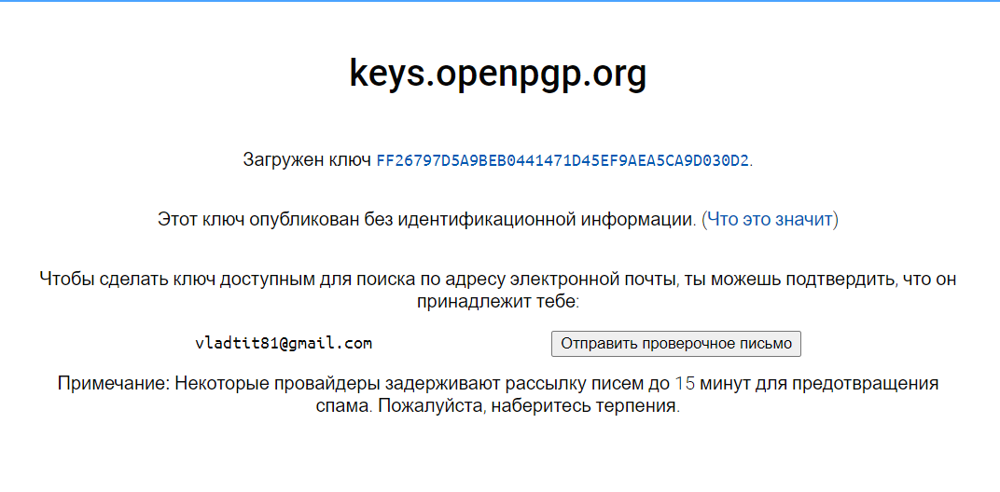 keys.openpgp.org
Загружен ключ FF26797D5A9BEB0441471D45EF9AEA5CA9D030D2.
Этот ключ опубликован без идентификационной информации. (Что это значит)
Чтобы сделать ключ доступным для поиска по адресу электронной почты, ты можешь подтвердить, что он
принадлежит тебе:
vladtit81@gmail.com Отправить проверочное письмо
Примечание: Некоторые провайдеры задерживают рассылку писем до 15 минут для предотвращения
спама. Пожалуйста, наберитесь терпения.